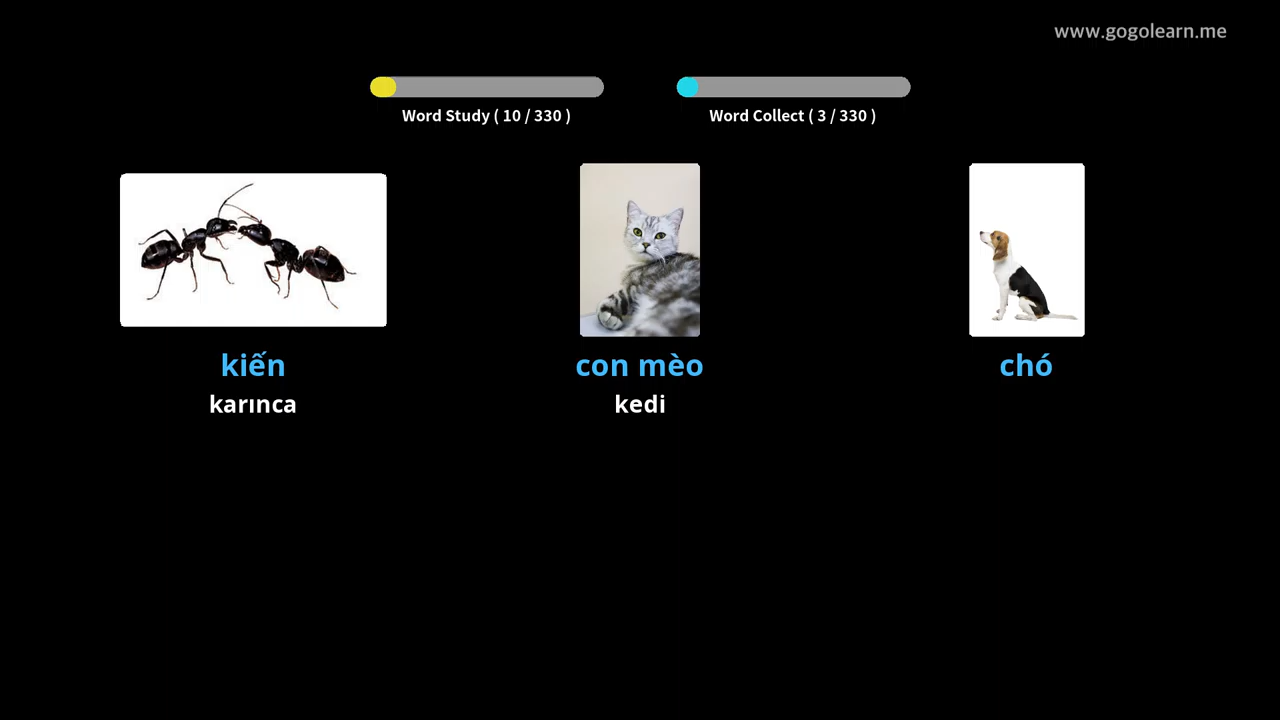 www.gogolearn.me
Word Study ( 10 / 330 )
Word Collect ( 3 / 330 )
kiến
con mèo
chó
karınca
kedi